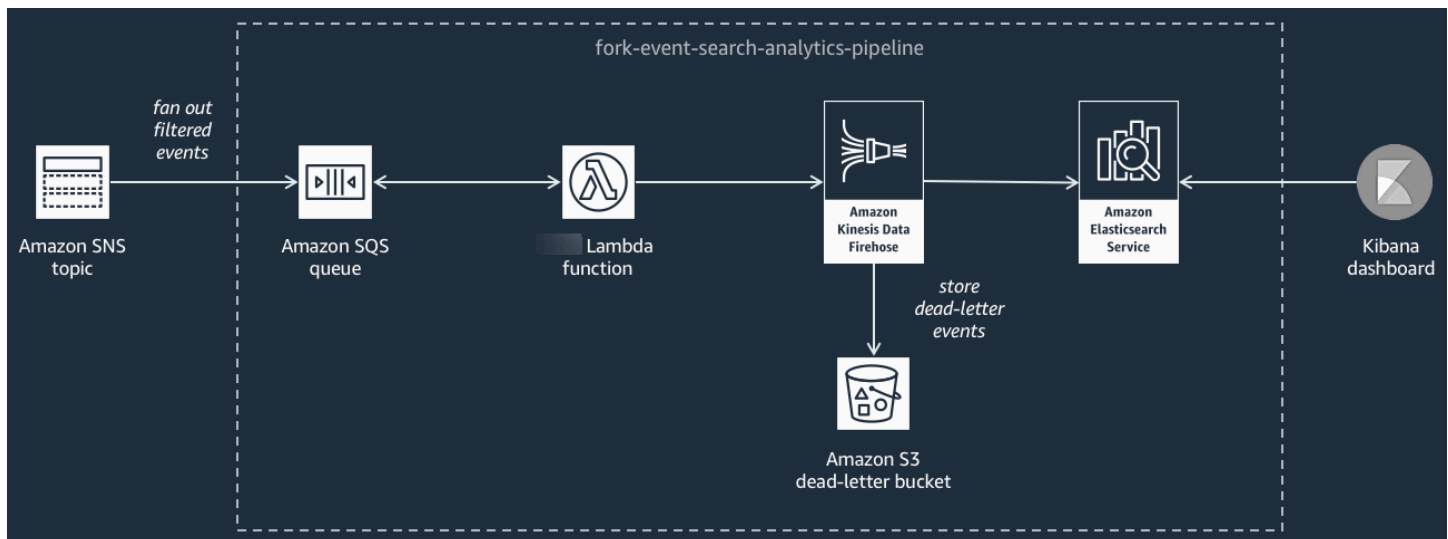 fork-event-search-analytics-pipeline
fan out
filtered
events
Amazon SNS
topic
Amazon SQS
queue
Lambda
function
Amazon
Kinesis Data
Firehose
Amazon
Elasticsearch
Service
Kibana
dashboard
store
dead-letter
events
Amazon S3
dead-letter bucket